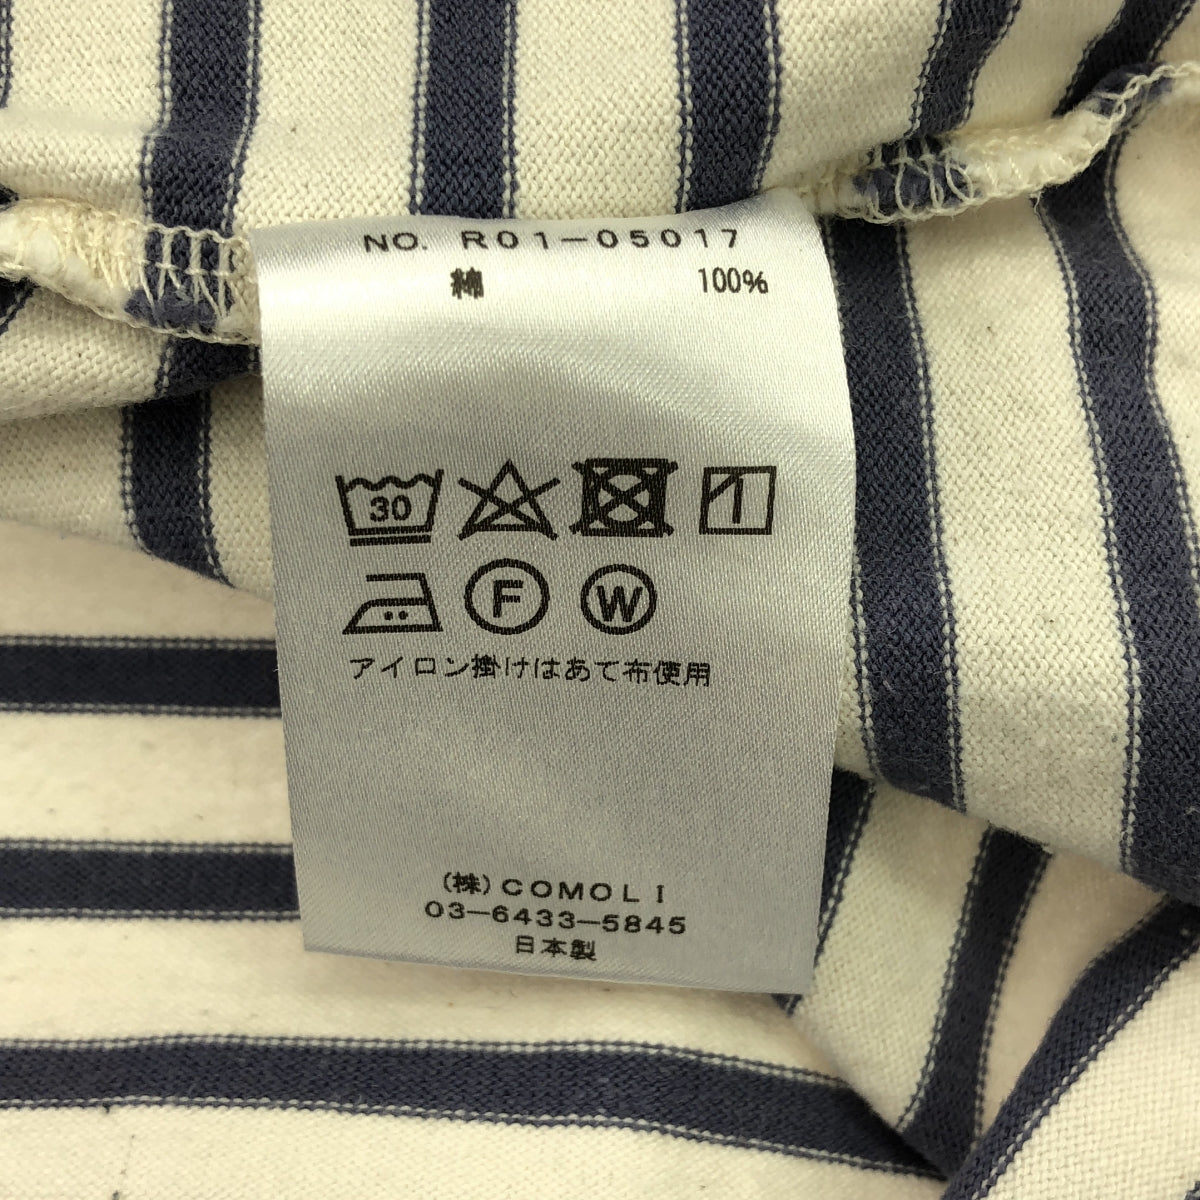 NO. R01-05017
綿 100%
30
F W
アイロン掛けはあて布使用
(株)COMOLI
03-6433-5845
日本製